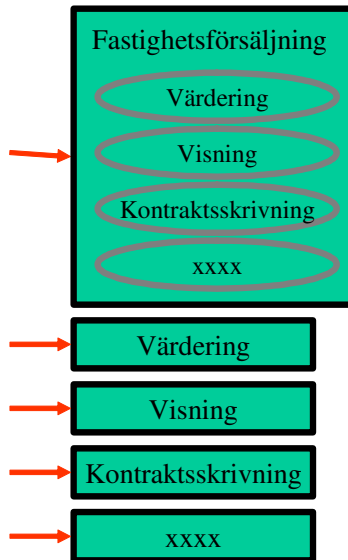 Fastighetsförsäljning
Värdering
Visning
Kontraktsskrivning
xxxx
Värdering
Visning
Kontraktsskrivning
xxxx